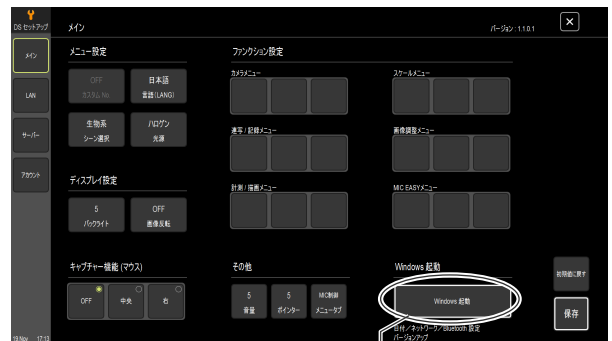 DS セットアップ
メイン
バージョン : 1.1.0.1
メイン
LAN
サーバー
アカウント
メニュー設定
OFF
カスタム No.
日本語
言語(LANG)
生物系
シーン選択
ハロゲン
光源
ディスプレイ設定
5
バックライト
OFF
画像反転
キャプチャー機能 (マウス)
OFF
中央
右
ファンクション設定
カメラメニュー
スケールメニュー
連写 / 記録メニュー
画像調整メニュー
計測 / 描画メニュー
MIC EASYメニュー
その他
5
音量
5
ポインター
MIC制御
メニュータブ
Windows 起動
Windows 起動
日付／ネットワーク／Bluetooth 設定
バージョンアップ
初期値に戻す
保存
19.Nov. 17:13